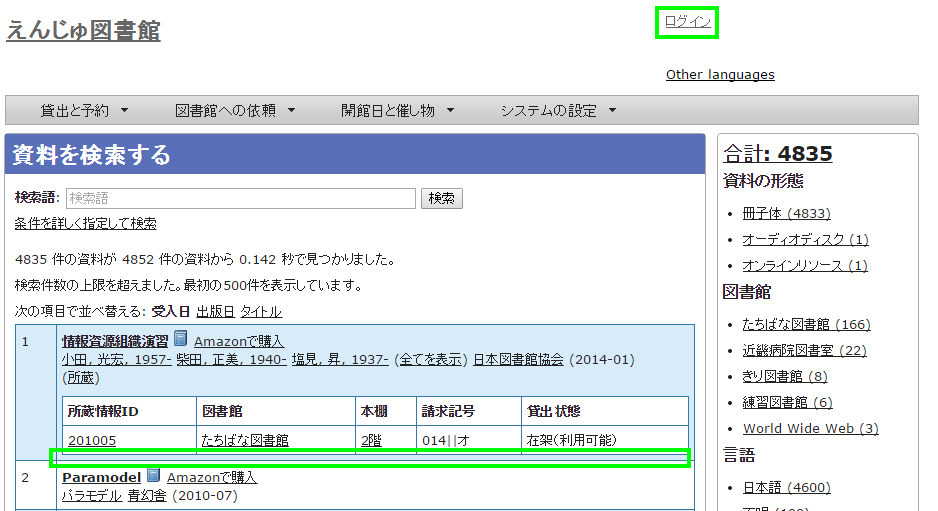 えんじゅ図書館
ログイン
Other languages
貸出と予約 図書館への依頼 開館日と催し物 システムの設定
資料を検索する
検索語: 検索語 検索
条件を詳しく指定して検索
4835 件の資料が 4852 件の資料から 0.142 秒で見つかりました。
検索件数の上限を超えました。最初の500件を表示しています。
次の項目で並べ替える: 受入日 出版日 タイトル
1 情報資源組織演習 Amazonで購入
小田, 光宏, 1957- 柴田, 正美, 1940- 塩見, 昇, 1937- (全てを表示) 日本図書館協会 (2014-01)
(所蔵)
所蔵情報ID 図書館 本棚 請求記号 貸出状態
201005 たちばな図書館 2階 014||オ 在架(利用可能)
2 Paramodel Amazonで購入
パラモデル 青幻舎 (2010-07)
合計: 4835
資料の形態
冊子体 (4833)
オーディオディスク (1)
オンラインリソース (1)
図書館
たちばな図書館 (166)
近畿病院図書室 (22)
きり図書館 (8)
練習図書館 (6)
World Wide Web (3)
言語
日本語 (4600)